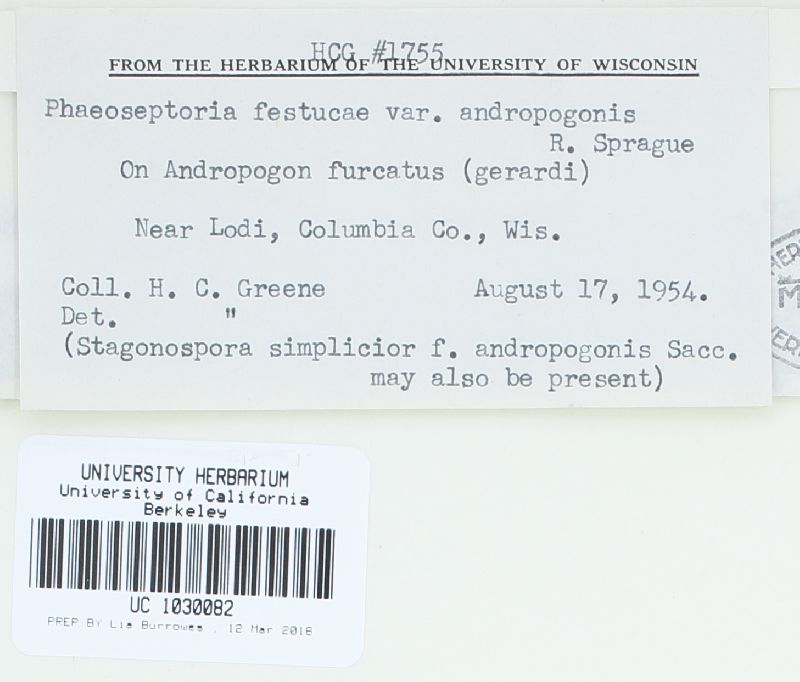 HCG #1755
FROM THE HERBARIUM OF THE UNIVERSITY OF WISCONSIN
Phaeoseptoria festucae var. andropogonis
R. Sprague
On Andropogon furcatus (gerardi)
Near Lodi, Columbia Co., Wis.
Coll. H. C. Greene August 17, 1954.
Det. "
(Stagonospora simplicior f. andropogonis Sacc.
may also be present)
UNIVERSITY HERBARIUM
University of California
Berkeley
UC 1030082
PREP BY Lia Burrowes , 12 Mar 2018